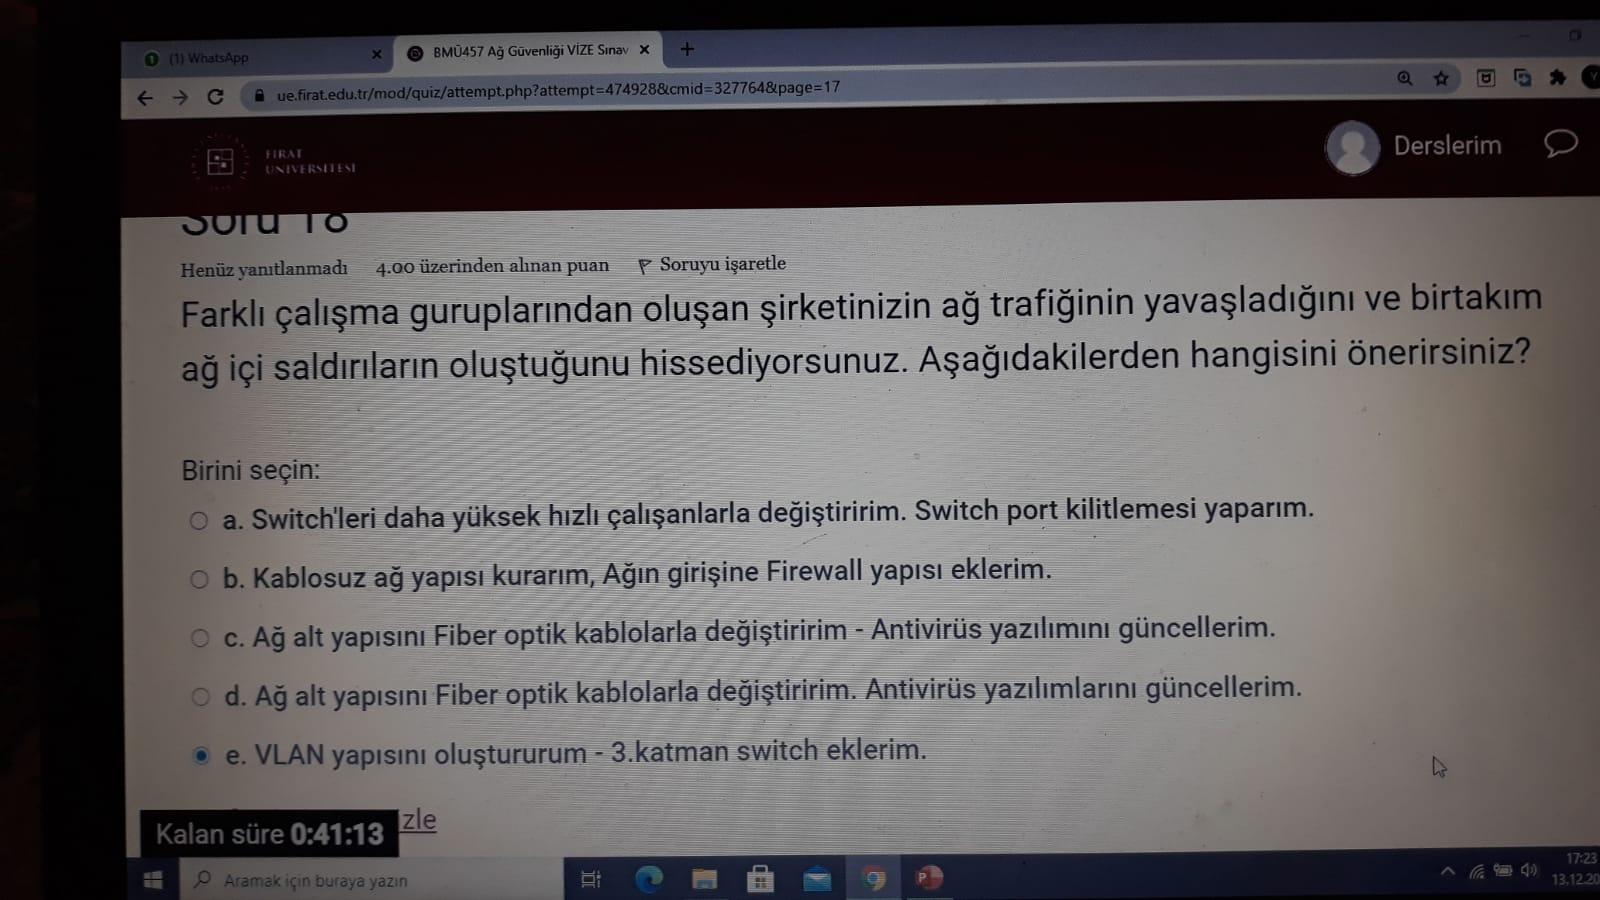 (1) WhatsApp
BMÜ457 Ağ Güvenliği VİZE Sınav
ue.firat.edu.tr/mod/quiz/attempt.php?attempt=474928&cmid=327764&page=17
FIRAT
ÜNİVERSİTESİ
Derslerim
Soru 18
Henüz yanıtlanmadı 4.00 üzerinden alınan puan Soruyu işaretle
Farklı çalışma guruplarından oluşan şirketinizin ağ trafiğinin yavaşladığını ve birtakım
ağ içi saldırıların oluştuğunu hissediyorsunuz. Aşağıdakilerden hangisini önerirsiniz?
Birini seçin:
a. Switch'leri daha yüksek hızlı çalışanlarla değiştiririm. Switch port kilitlemesi yaparım.
b. Kablosuz ağ yapısı kurarım, Ağın girişine Firewall yapısı eklerim.
c. Ağ alt yapısını Fiber optik kablolarla değiştiririm - Antivirüs yazılımını güncellerim.
d. Ağ alt yapısını Fiber optik kablolarla değiştiririm. Antivirüs yazılımlarını güncellerim.
e. VLAN yapısını oluştururum - 3.katman switch eklerim.
zle
Kalan süre 0:41:13
Aramak için buraya yazın
17:23
13.12.20